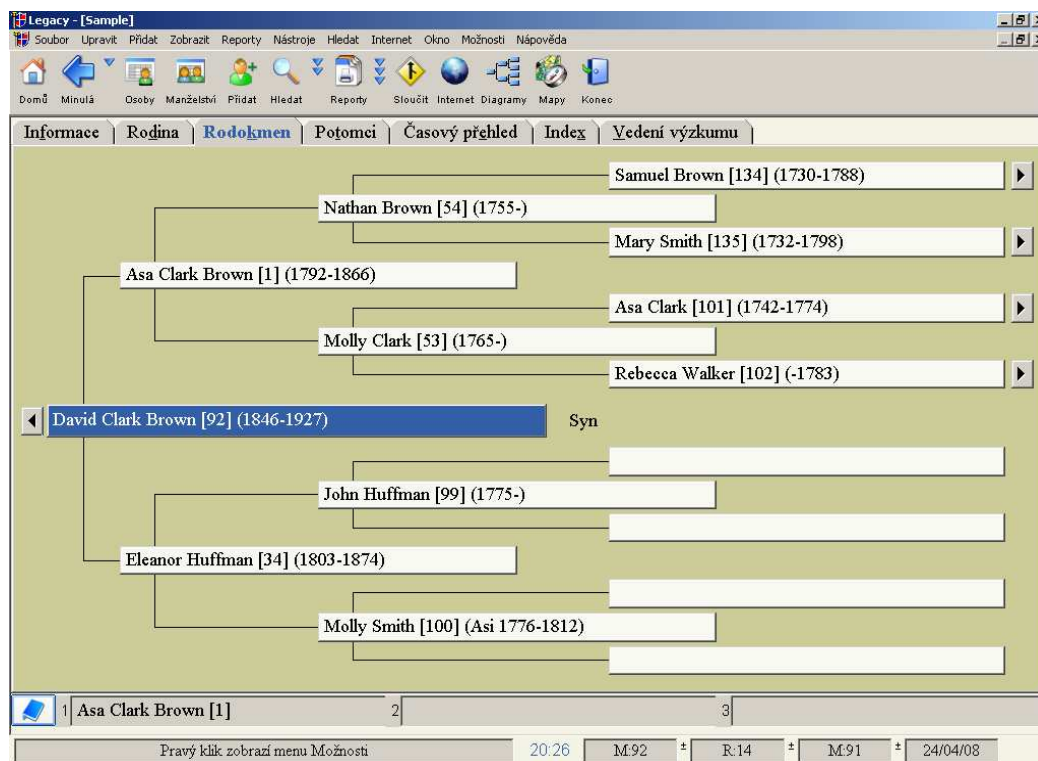 Legacy - [Sample]
Soubor Upravit Přidat Zobrazit Reporty Nástroje Hledat Internet Okno Možnosti Nápověda
Domů Minulá Osoby Manželství Přidat Hledat Reporty Sloučit Internet Diagramy Mapy Konec
Informace Rodina Rodokmen Potomci Časový přehled Index Vedení výzkumu
Samuel Brown [134] (1730-1788)
Nathan Brown [54] (1755-)
Mary Smith [135] (1732-1798)
Asa Clark Brown [1] (1792-1866)
Asa Clark [101] (1742-1774)
Molly Clark [53] (1765-)
Rebecca Walker [102] (-1783)
David Clark Brown [92] (1846-1927) Syn
John Huffman [99] (1775-)
Eleanor Huffman [34] (1803-1874)
Molly Smith [100] (Asi 1776-1812)
1 Asa Clark Brown [1] 2 3
Pravý klik zobrazí menu Možnosti 20:26 M:92 ± R:14 ± M:91 ± 24/04/08